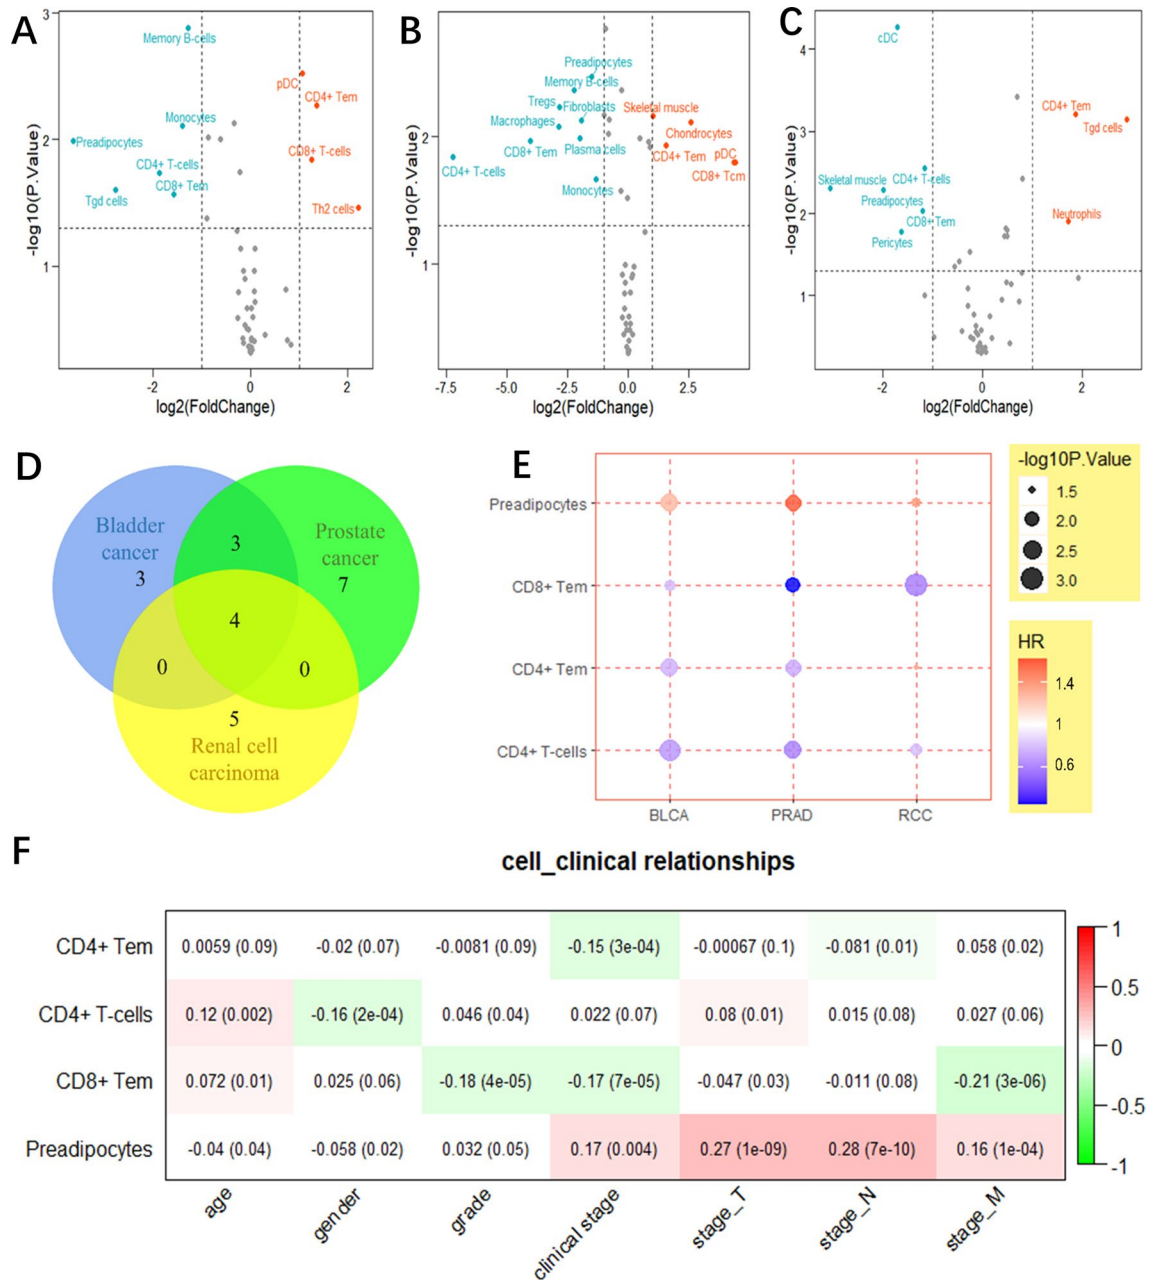 A
3
2
1
-log10(P.Value)
Memory B-cells
pDC
CD4+ Tem
Monocytes
Preadipocytes
CD8+ T-cells
CD4+ T-cells
CD8+ Tem
Tgd cells
Th2 cells
-2
0
2
log2(FoldChange)
B
2
1
-log10(P.Value)
Preadipocytes
Memory B-cells
Tregs
Fibroblasts
Skeletal muscle
Macrophages
Chondrocytes
CD8+ Tem
Plasma cells
CD4+ Tem
pDC
CD4+ T-cells
CD8+ Tcm
Monocytes
-7.5
-5.0
-2.5
0.0
2.5
log2(FoldChange)
C
4
3
2
1
-log10(P.Value)
cDC
CD4+ Tem
Tgd cells
Skeletal muscle
CD4+ T-cells
Preadipocytes
CD8+ Tem
Neutrophils
Pericytes
-2
0
2
log2(FoldChange)
D
Bladder
cancer
3
3
Prostate
cancer
7
4
0
0
5
Renal cell
carcinoma
E
Preadipocytes
CD8+ Tem
CD4+ Tem
CD4+ T-cells
BLCA
PRAD
RCC
-log10P.Value
1.5
2.0
2.5
3.0
HR
1.4
1
0.6
F
cell_clinical relationships
CD4+ Tem 0.0059 (0.09) -0.02 (0.07) -0.0081 (0.09) -0.15 (3e-04) -0.00067 (0.1) -0.081 (0.01) 0.058 (0.02)
CD4+ T-cells 0.12 (0.002) -0.16 (2e-04) 0.046 (0.04) 0.022 (0.07) 0.08 (0.01) 0.015 (0.08) 0.027 (0.06)
CD8+ Tem 0.072 (0.01) 0.025 (0.06) -0.18 (4e-05) -0.17 (7e-05) -0.047 (0.03) -0.011 (0.08) -0.21 (3e-06)
Preadipocytes -0.04 (0.04) -0.058 (0.02) 0.032 (0.05) 0.17 (0.004) 0.27 (1e-09) 0.28 (7e-10) 0.16 (1e-04)
age
gender
grade
clinical stage
stage_T
stage_N
stage_M
1
0.5
0
-0.5
-1